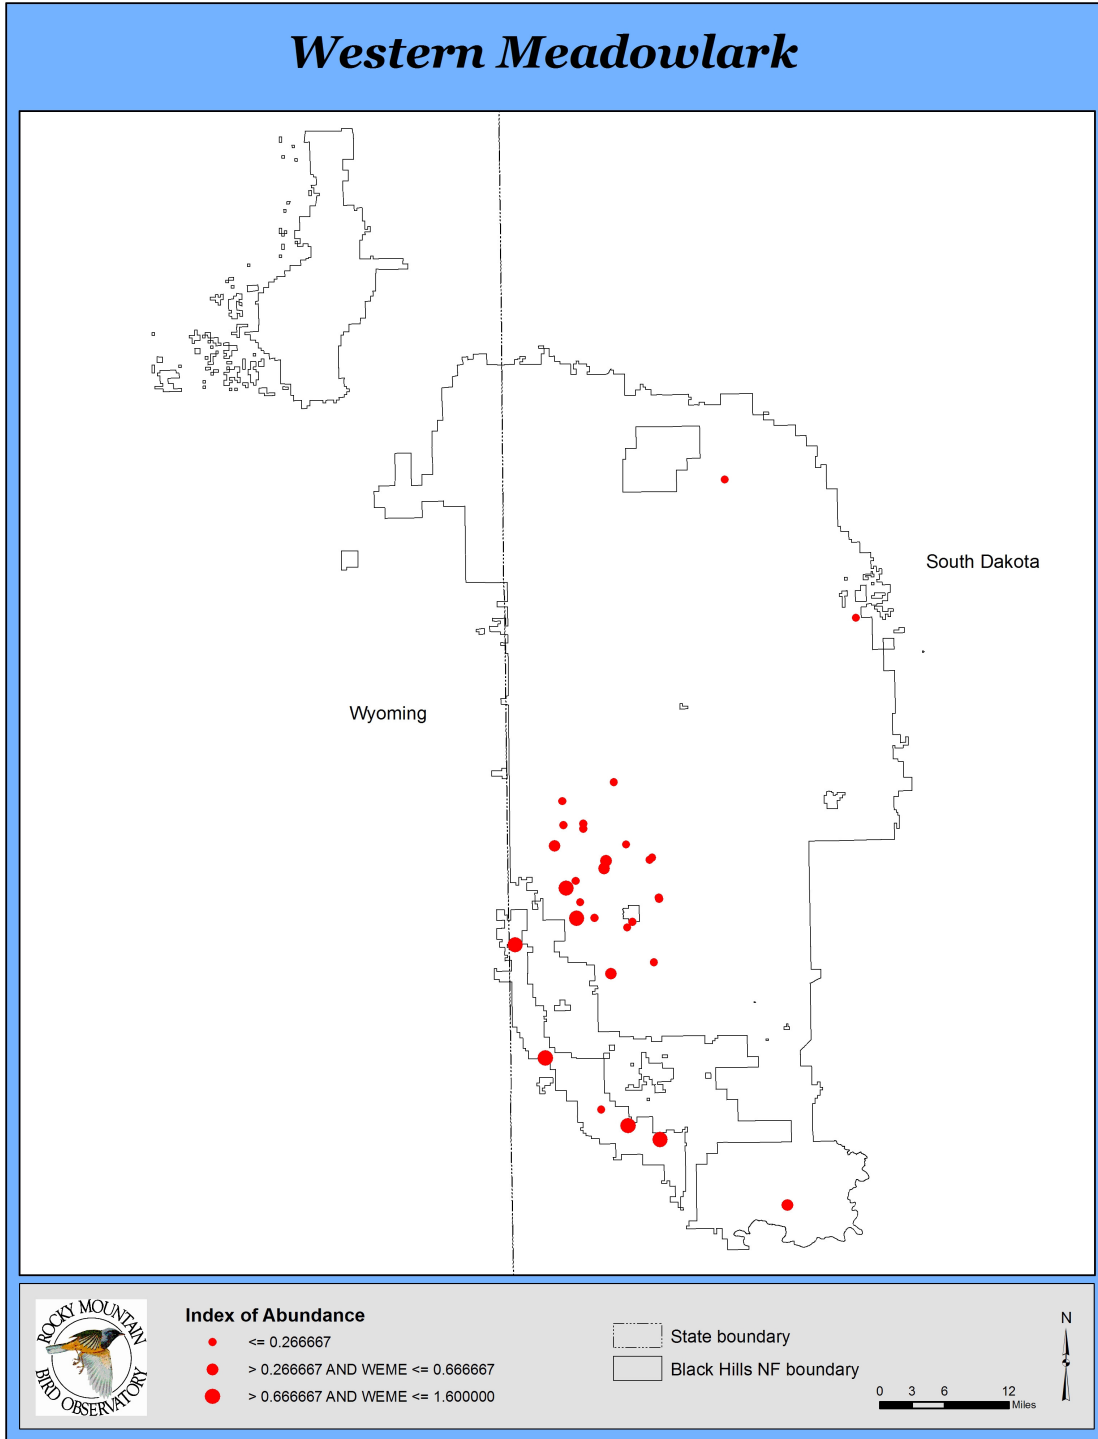 Western Meadowlark
South Dakota
Wyoming
ROCKY MOUNTAIN
BIRD OBSERVATORY
Index of Abundance
<= 0.266667
> 0.266667 AND WEME <= 0.666667
> 0.666667 AND WEME <= 1.600000
State boundary
Black Hills NF boundary
N
0 3 6 12
Miles